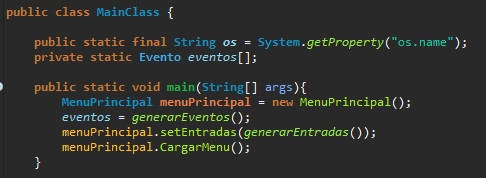 public class MainClass {
public static final String os = System.getProperty("os.name");
private static Evento eventos[];
public static void main(String[] args){
MenuPrincipal menuPrincipal = new MenuPrincipal();
eventos = generarEventos();
menuPrincipal.setEntradas(generarEntradas());
menuPrincipal.CargarMenu();
}